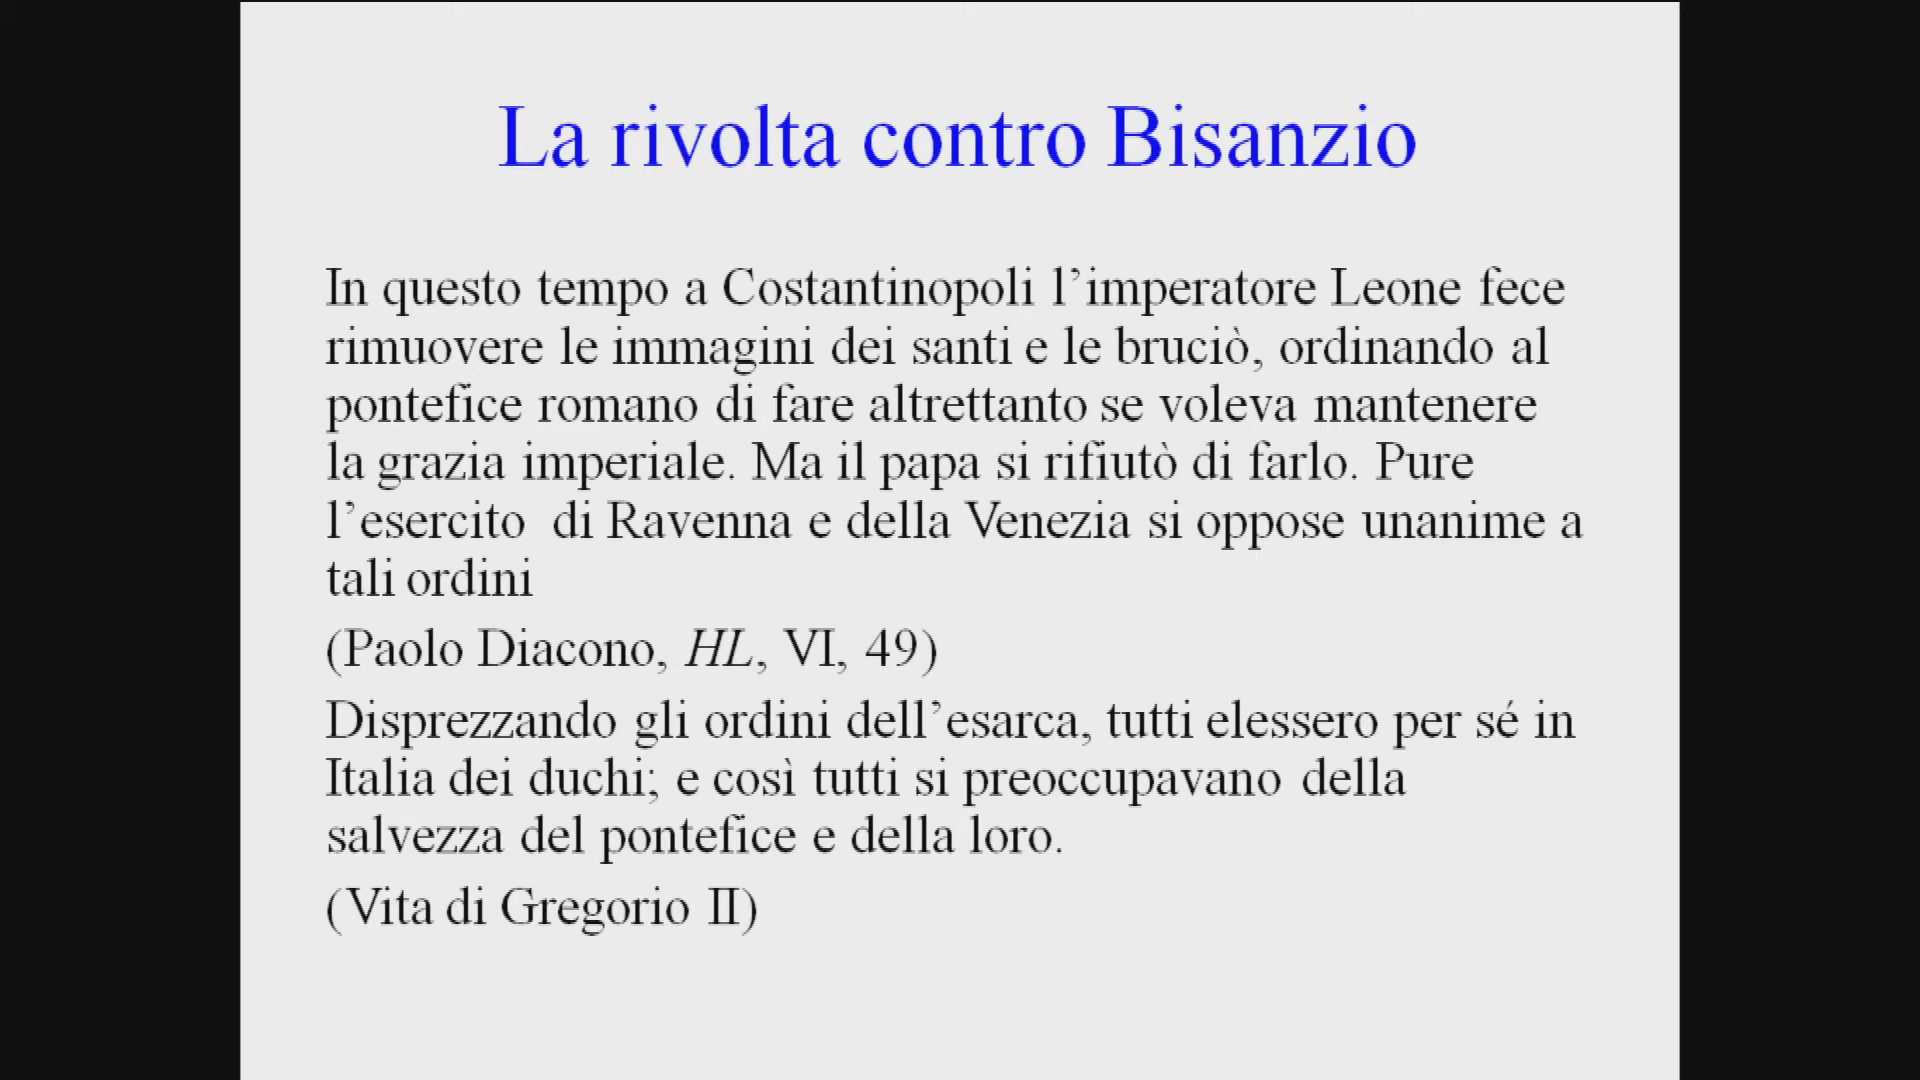 La rivolta contro Bisanzio
In questo tempo a Costantinopoli l’imperatore Leone fece
rimuovere le immagini dei santi e le bruciò, ordinando al
pontefice romano di fare altrettanto se voleva mantenere
la grazia imperiale. Ma il papa si rifiutò di farlo. Pure
l’esercito di Ravenna e della Venezia si oppose unanime a
tali ordini
(Paolo Diacono, HL, VI, 49)
Disprezzando gli ordini dell’esarca, tutti elessero per sé in
Italia dei duchi; e così tutti si preoccupavano della
salvezza del pontefice e della loro.
(Vita di Gregorio II)